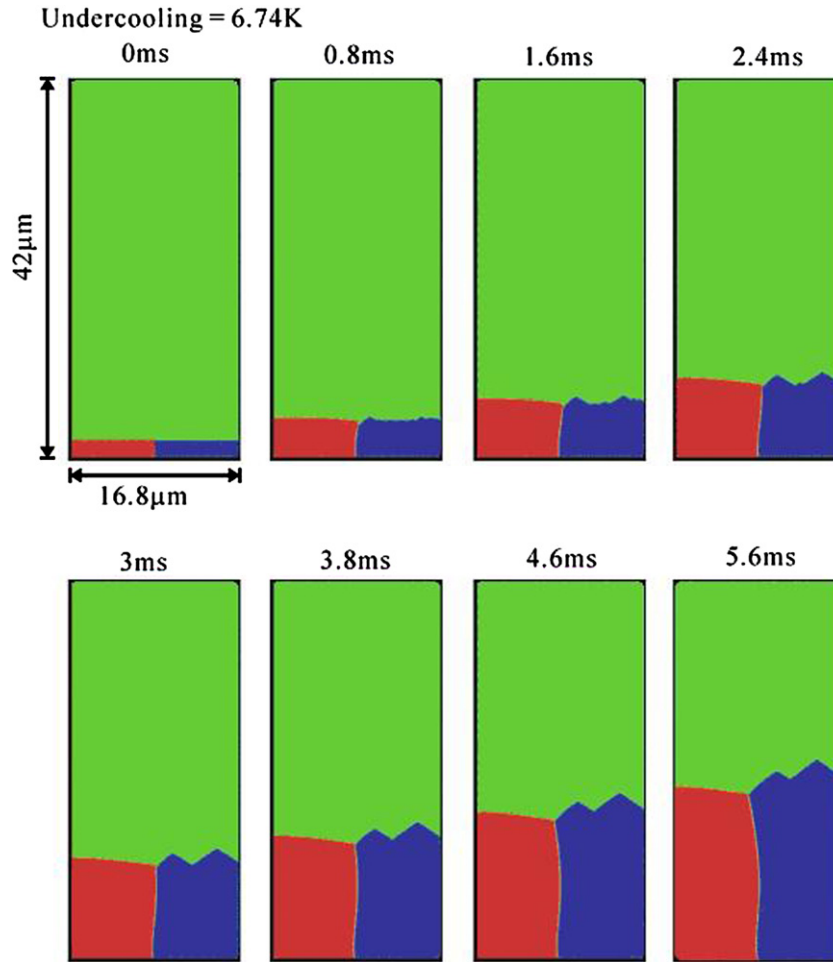 Undercooling = 6.74K
0ms
0.8ms
1.6ms
2.4ms
42μm
16.8μm
3ms
3.8ms
4.6ms
5.6ms